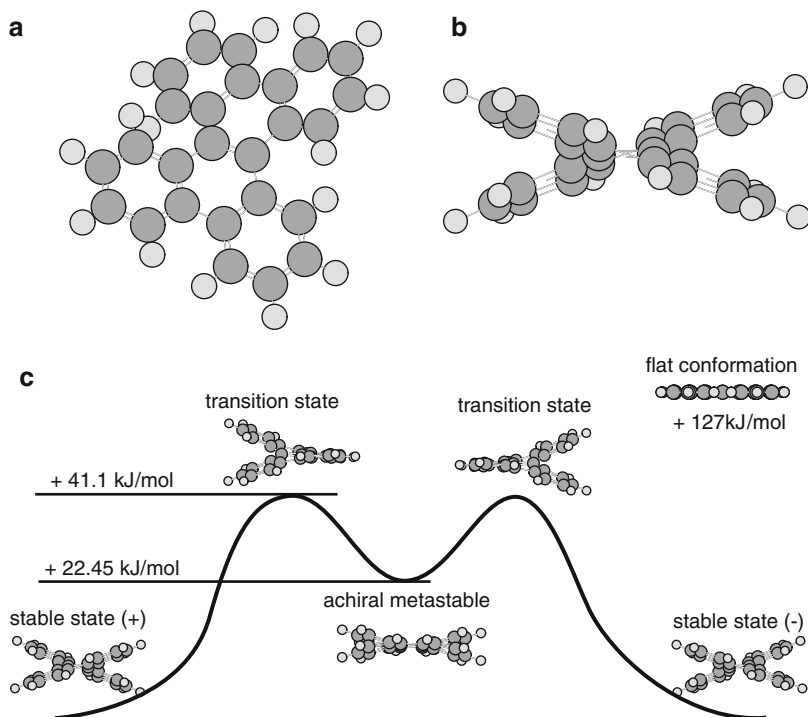 a
b
c
flat conformation
+ 127kJ/mol
transition state
transition state
+ 41.1 kJ/mol
+ 22.45 kJ/mol
achiral metastable
stable state (+)
stable state (-)